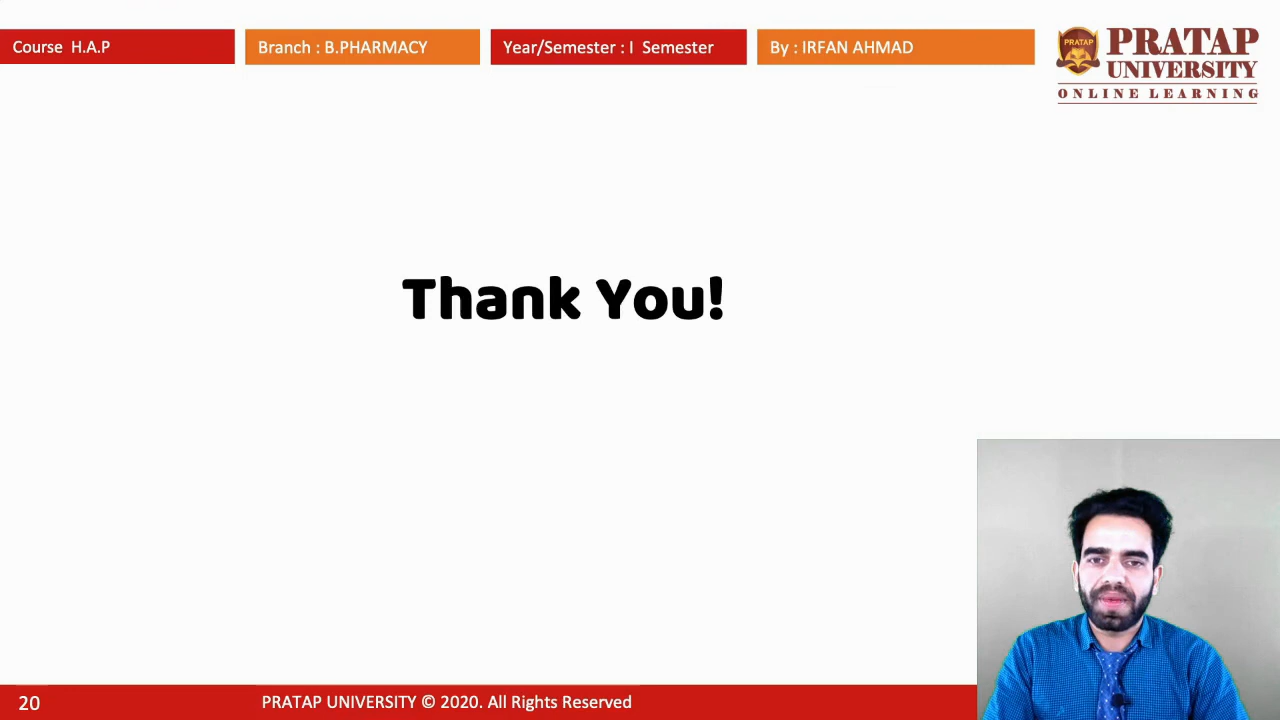 Course H.A.P
Branch : B.PHARMACY
Year/Semester : I Semester
By : IRFAN AHMAD
PRATAP
PRATAP
UNIVERSITY
ONLINE LEARNING
Thank You!
20
PRATAP UNIVERSITY © 2020. All Rights Reserved